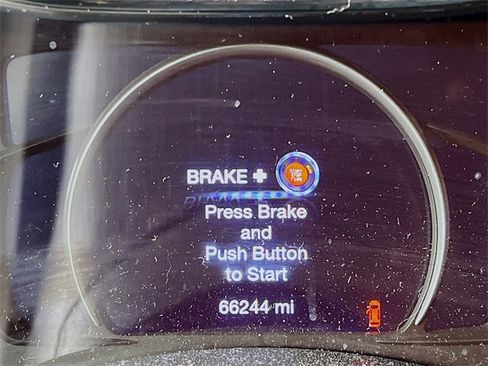 BRAKE +
Press Brake
and
Push Button
to Start
66244 mi